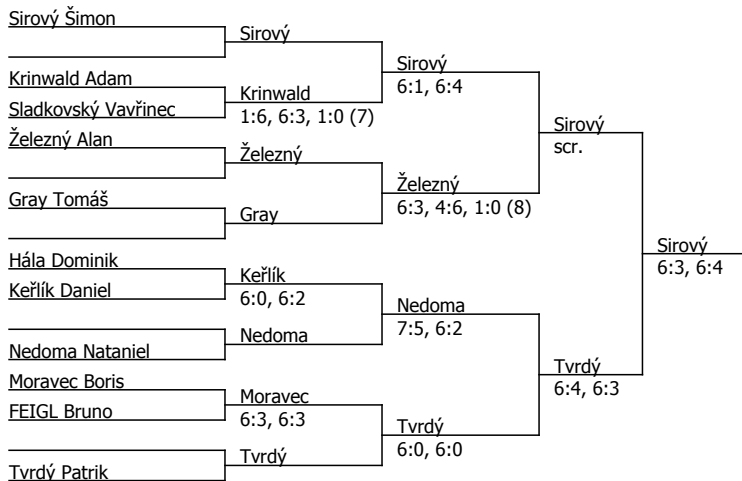 Sirový Šimon
Sirový
Krinwald Adam
Krinwald
Sladkovský Vavřinec
1:6, 6:3, 1:0 (7)
Sirový
6:1, 6:4
Železný Alan
Železný
Gray Tomáš
Gray
Železný
6:3, 4:6, 1:0 (8)
Sirový
scr.
Hála Dominik
Keřlík
Keřlík Daniel
6:0, 6:2
Nedoma
Nedoma Nataniel
Nedoma
7:5, 6:2
Moravec Boris
Moravec
FEIGL Bruno
6:3, 6:3
Tvrdý
Tvrdý Patrik
Tvrdý
6:0, 6:0
Tvrdý
6:4, 6:3
Sirový
6:3, 6:4